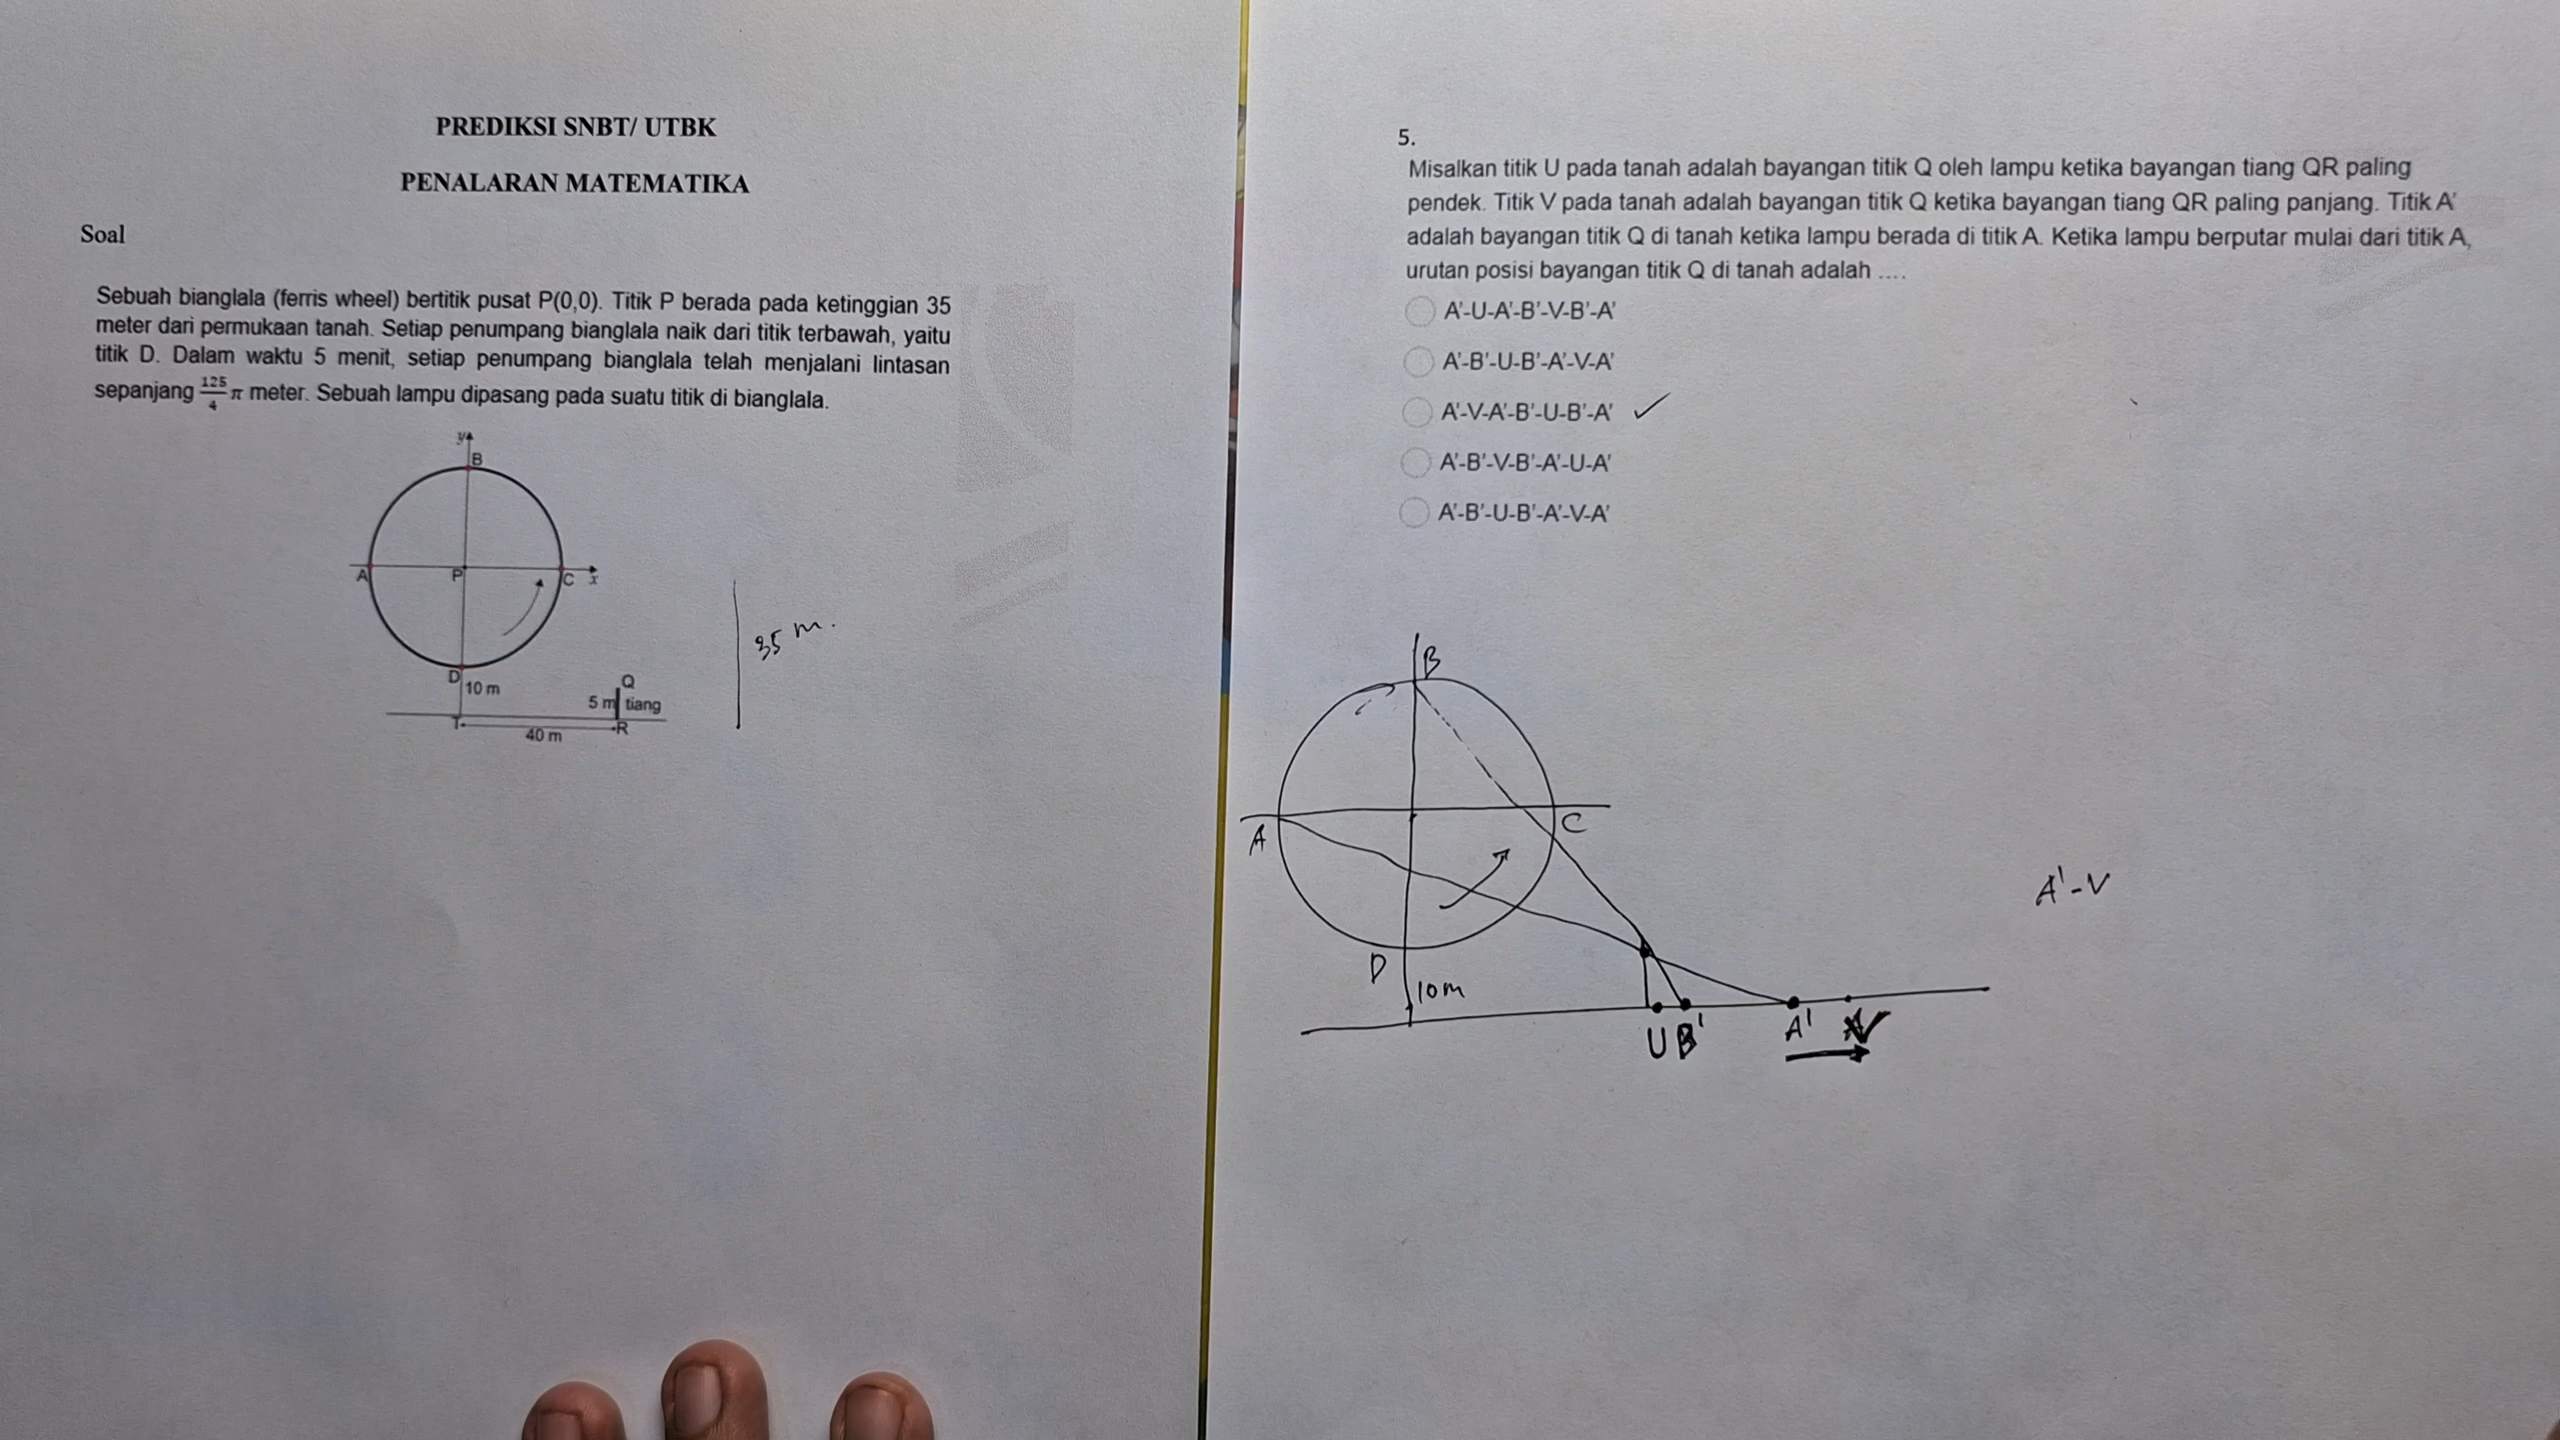 PREDIKSI SNBT/ UTBK
PENALARAN MATEMATIKA
Soal
Sebuah bianglala (ferris wheel) bertitik pusat P(0,0). Titik P berada pada ketinggian 35
meter dari permukaan tanah. Setiap penumpang bianglala naik dari titik terbawah, yaitu
titik D. Dalam waktu 5 menit, setiap penumpang bianglala telah menjalani lintasan
sepanjang 125/4 π meter. Sebuah lampu dipasang pada suatu titik di bianglala.
y
B
A
P
C
x
D
10 m
Q
5 m
tiang
T
R
40 m
35 m.
5.
Misalkan titik U pada tanah adalah bayangan titik Q oleh lampu ketika bayangan tiang QR paling
pendek. Titik V pada tanah adalah bayangan titik Q ketika bayangan tiang QR paling panjang. Titik A'
adalah bayangan titik Q di tanah ketika lampu berada di titik A. Ketika lampu berputar mulai dari titik A,
urutan posisi bayangan titik Q di tanah adalah ....
A'-U-A'-B'-V-B'-A'
A'-B'-U-B'-A'-V-A'
A'-V-A'-B'-U-B'-A' ✓
A'-B'-V-B'-A'-U-A'
A'-B'-U-B'-A'-V-A'
B
A
C
D
10m
U B' A' V
A'-V